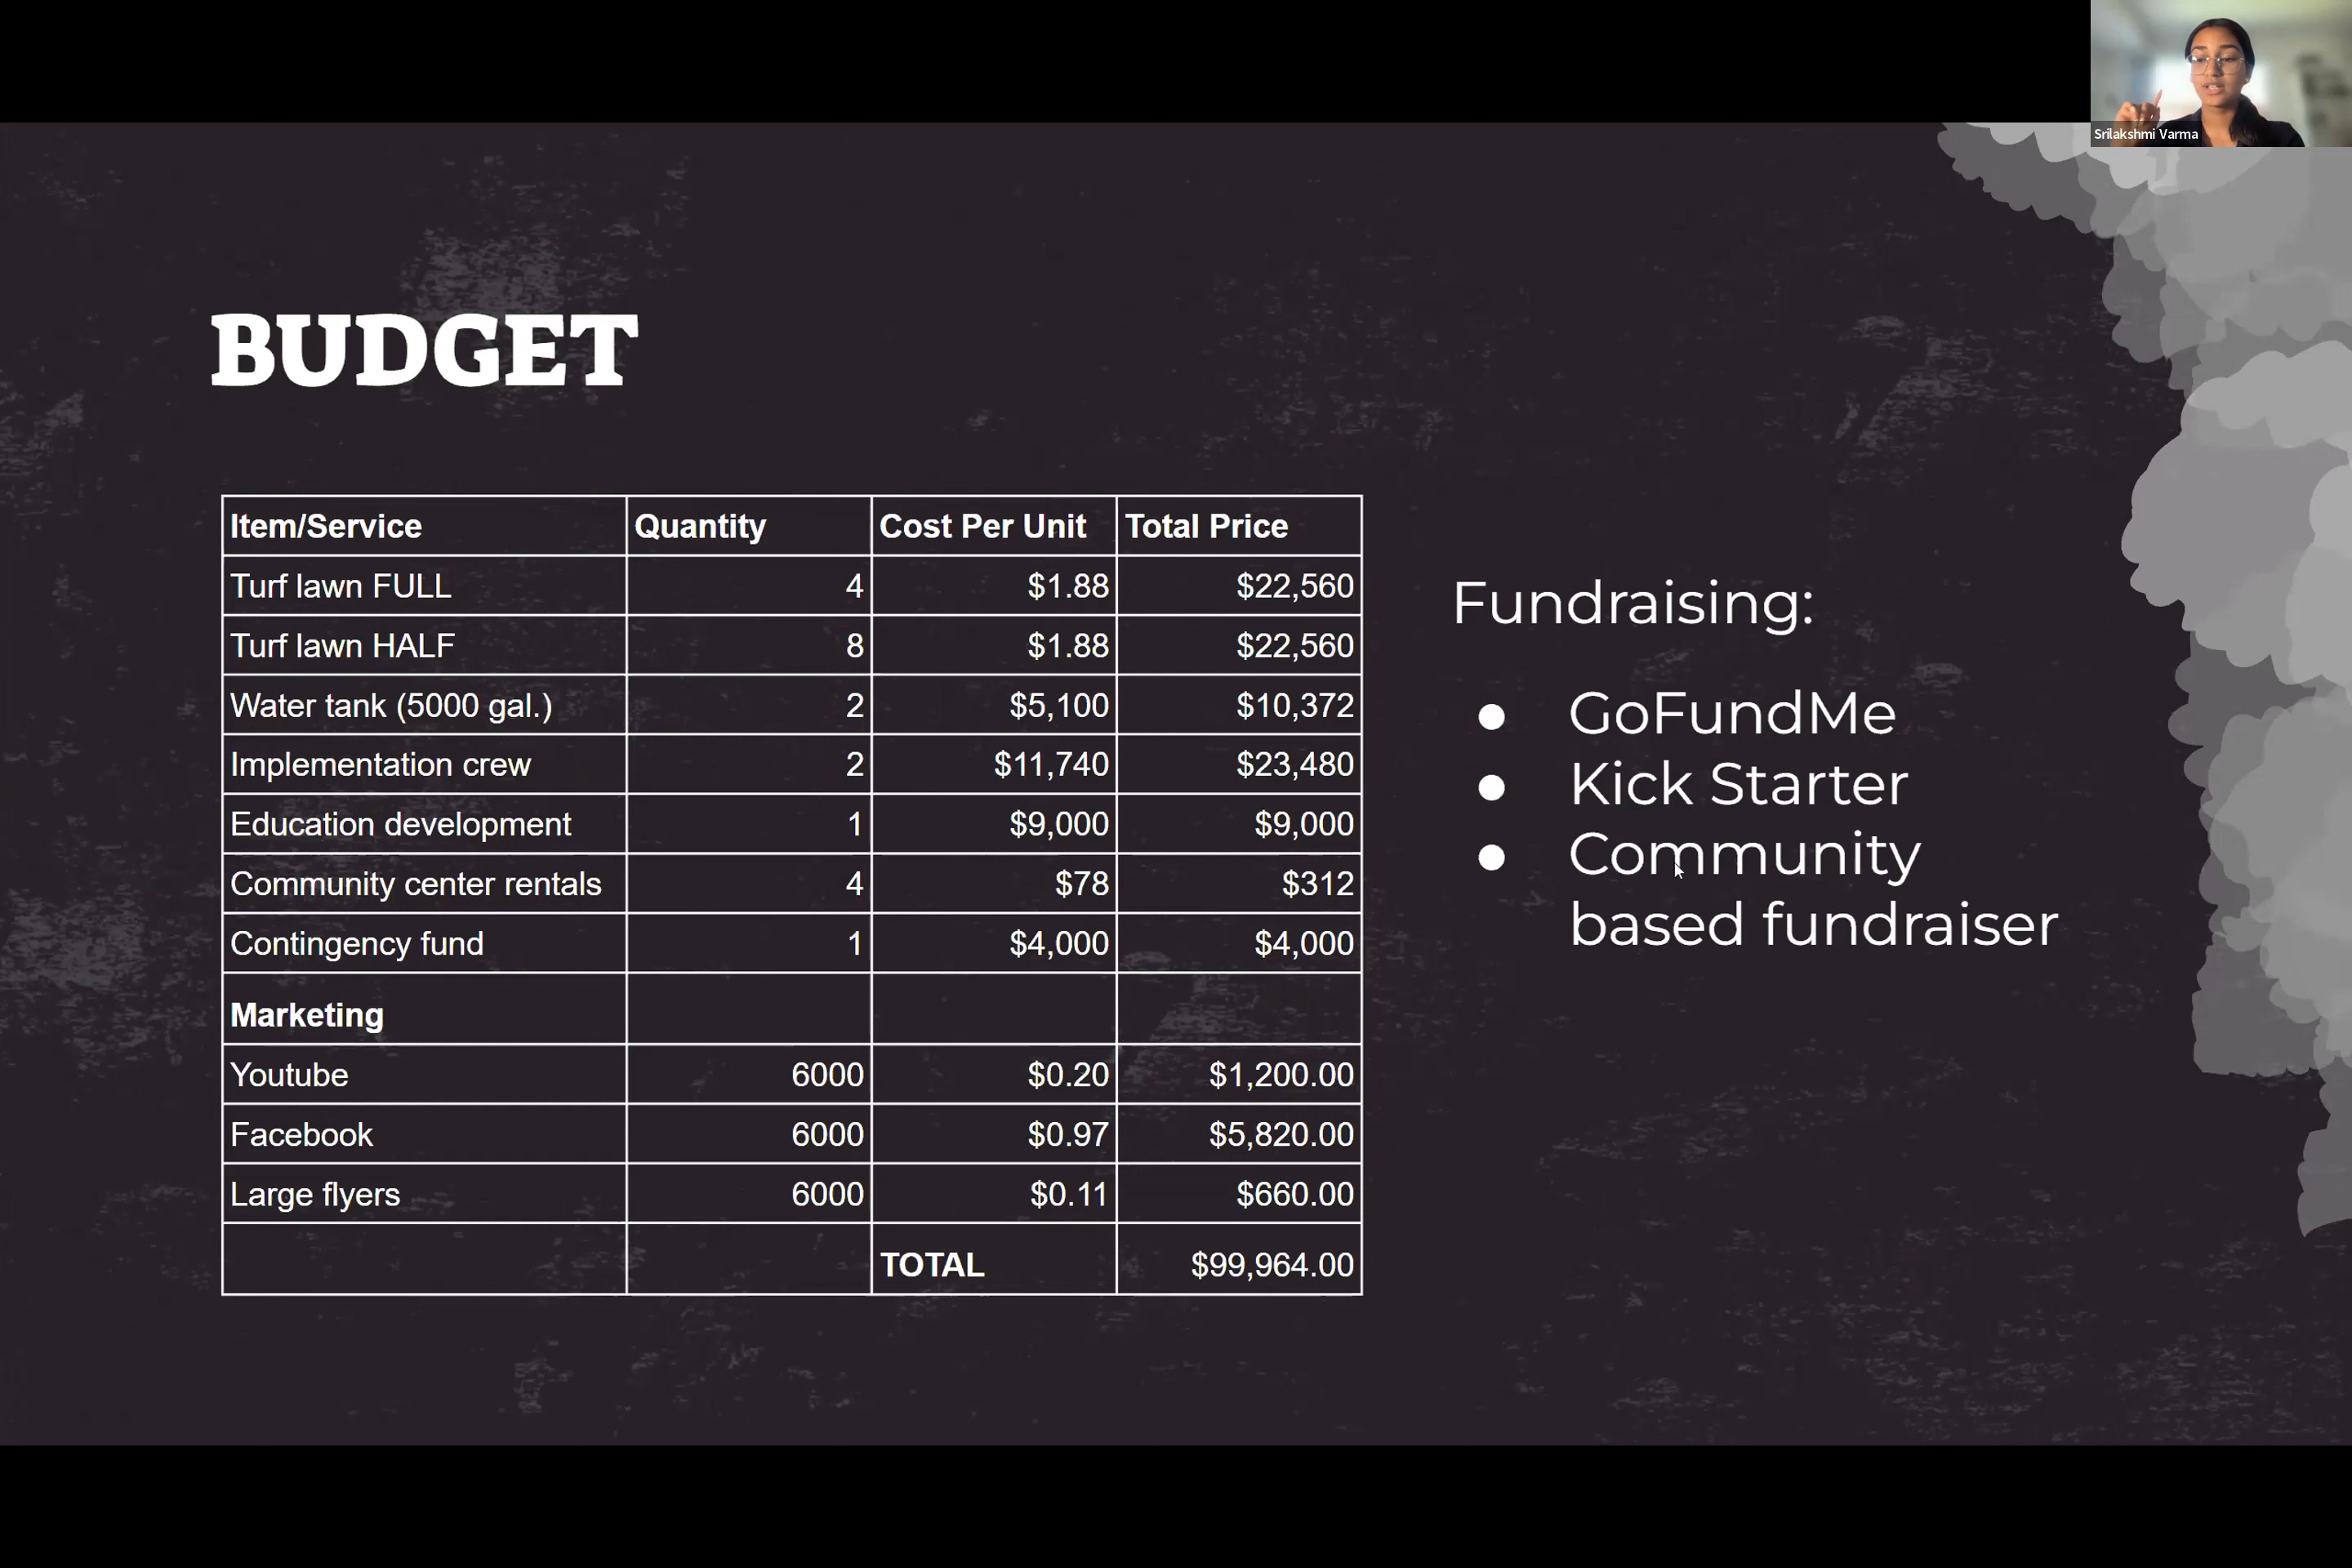 Srilakshmi Varma
BUDGET
Item/Service Quantity Cost Per Unit Total Price
Turf lawn FULL 4 $1.88 $22,560
Turf lawn HALF 8 $1.88 $22,560
Water tank (5000 gal.) 2 $5,100 $10,372
Implementation crew 2 $11,740 $23,480
Education development 1 $9,000 $9,000
Community center rentals 4 $78 $312
Contingency fund 1 $4,000 $4,000
Marketing
Youtube 6000 $0.20 $1,200.00
Facebook 6000 $0.97 $5,820.00
Large flyers 6000 $0.11 $660.00
TOTAL $99,964.00
Fundraising:
● GoFundMe
● Kick Starter
● Community
based fundraiser